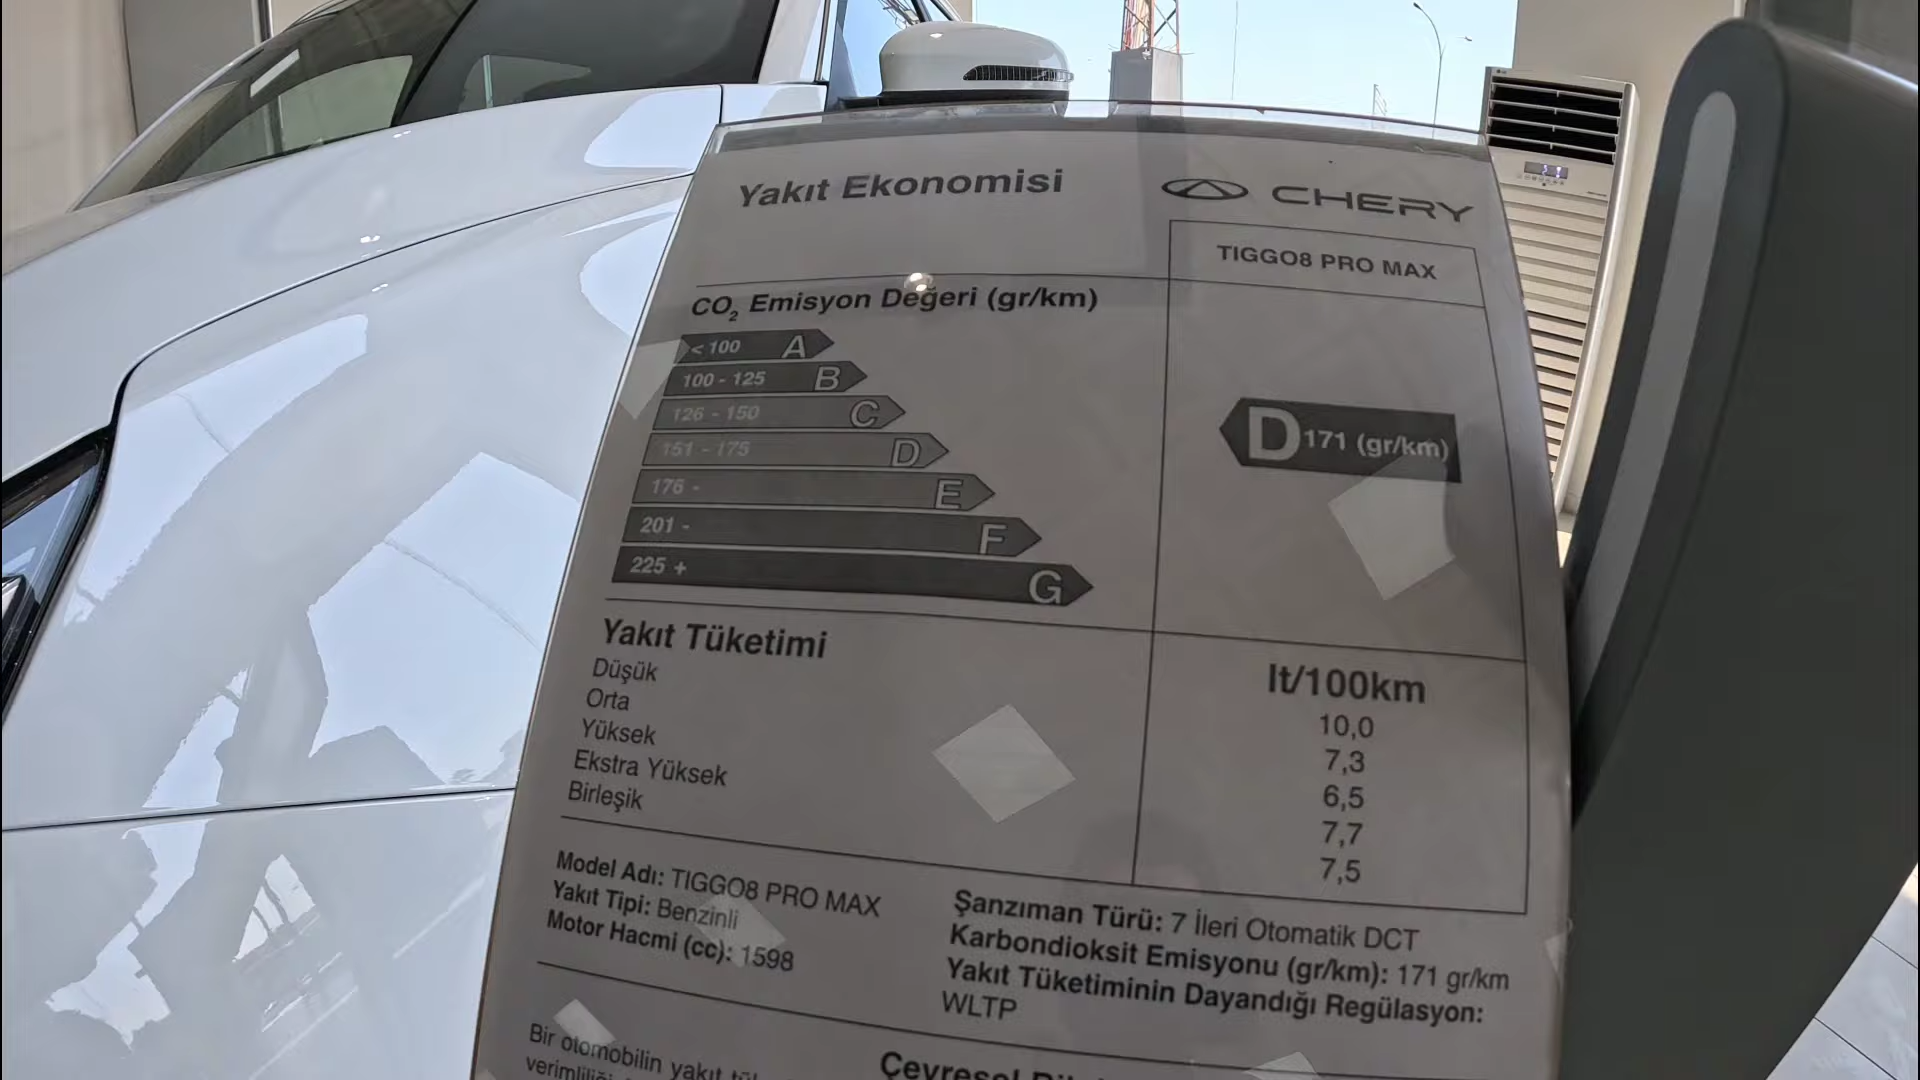 Yakıt Ekonomisi
CHERY
TIGGO8 PRO MAX
CO₂ Emisyon Değeri (gr/km)
< 100 A
100 - 125 B
126 - 150 C
151 - 175 D
176 - E
201 - F
225 + G
D 171 (gr/km)
Yakıt Tüketimi
lt/100km
Düşük 10,0
Orta 7,3
Yüksek 6,5
Ekstra Yüksek 7,7
Birleşik 7,5
Model Adı: TIGGO8 PRO MAX
Yakıt Tipi: Benzinli
Motor Hacmi (cc): 1598
Şanzıman Türü: 7 İleri Otomatik DCT
Karbondioksit Emisyonu (gr/km): 171 gr/km
Yakıt Tüketiminin Dayandığı Regülasyon:
WLTP
Bir otomobilin yakıt
Çevresel